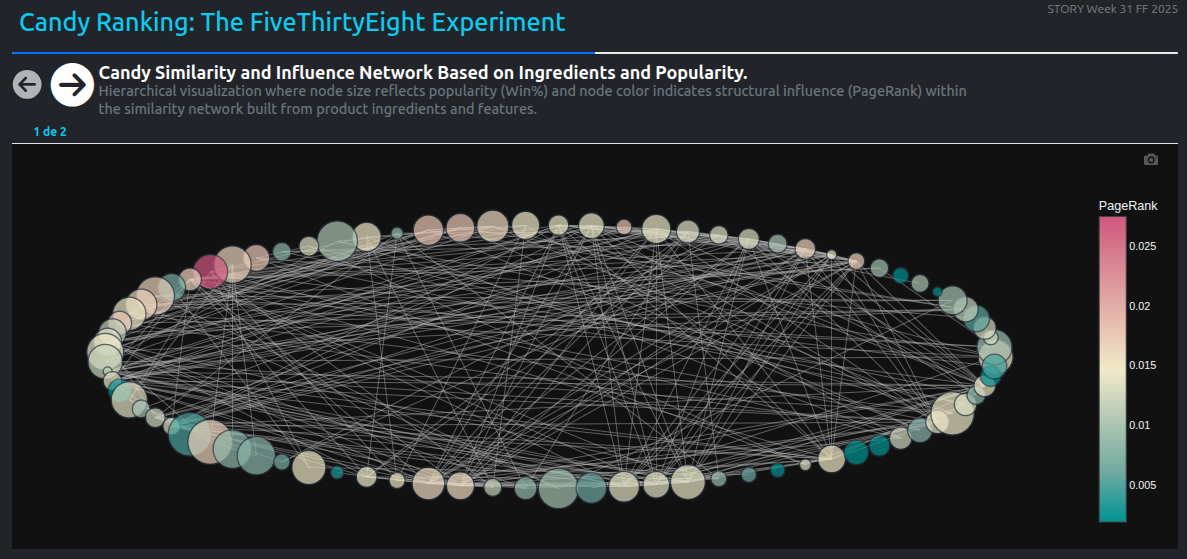 Candy Ranking: The FiveThirtyEight Experiment
STORY Week 31 FF 2025
Candy Similarity and Influence Network Based on Ingredients and Popularity.
Hierarchical visualization where node size reflects popularity (Win%) and node color indicates structural influence (PageRank) within
the similarity network built from product ingredients and features.
1 de 2
PageRank
0.025
0.02
0.015
0.01
0.005